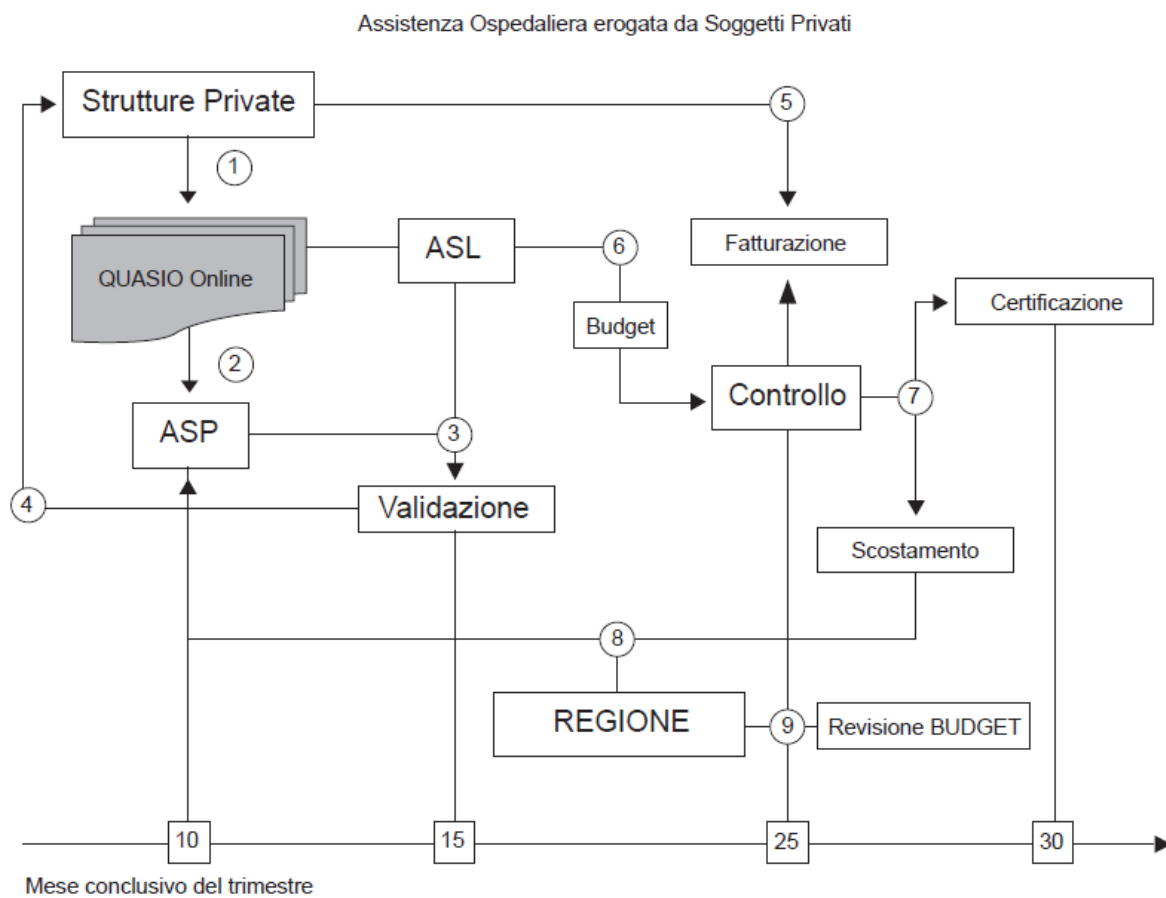 Assistenza Ospedaliera erogata da Soggetti Privati
Strutture Private
5
1
QUASIO Online
ASL
6
Fatturazione
Budget
Certificazione
2
Controllo
7
ASP
3
4
Validazione
Scostamento
8
REGIONE
9
Revisione BUDGET
10
15
25
30
Mese conclusivo del trimestre